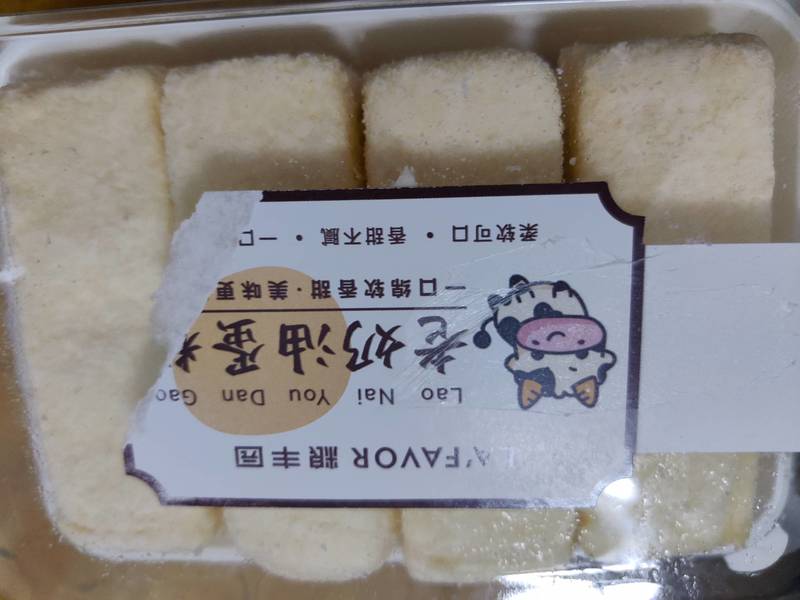 LA'FAVOR 粮丰园
Lao Nai You Dan Gao
老奶油蛋糕
一口绵软香甜·美味更
柔软可口 • 香甜不腻 • 一口